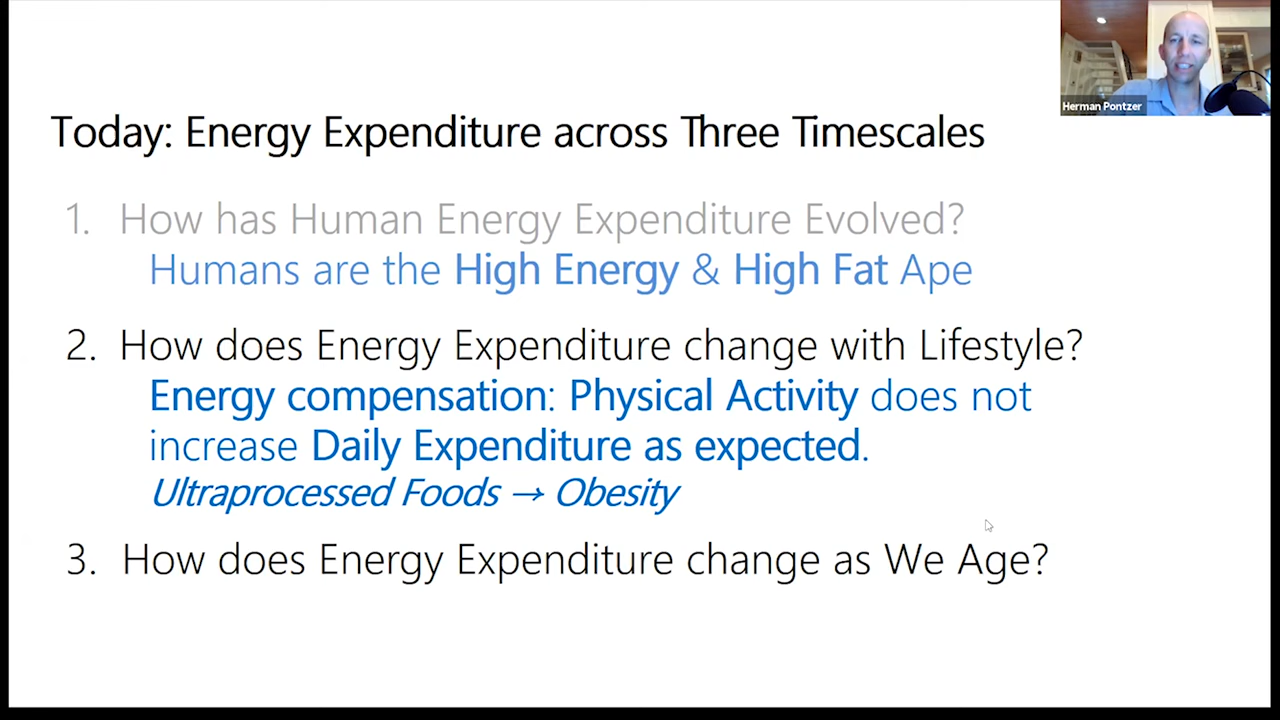 Herman Pontzer
Today: Energy Expenditure across Three Timescales
1. How has Human Energy Expenditure Evolved?
Humans are the High Energy & High Fat Ape
2. How does Energy Expenditure change with Lifestyle?
Energy compensation: Physical Activity does not
increase Daily Expenditure as expected.
Ultraprocessed Foods → Obesity
3. How does Energy Expenditure change as We Age?